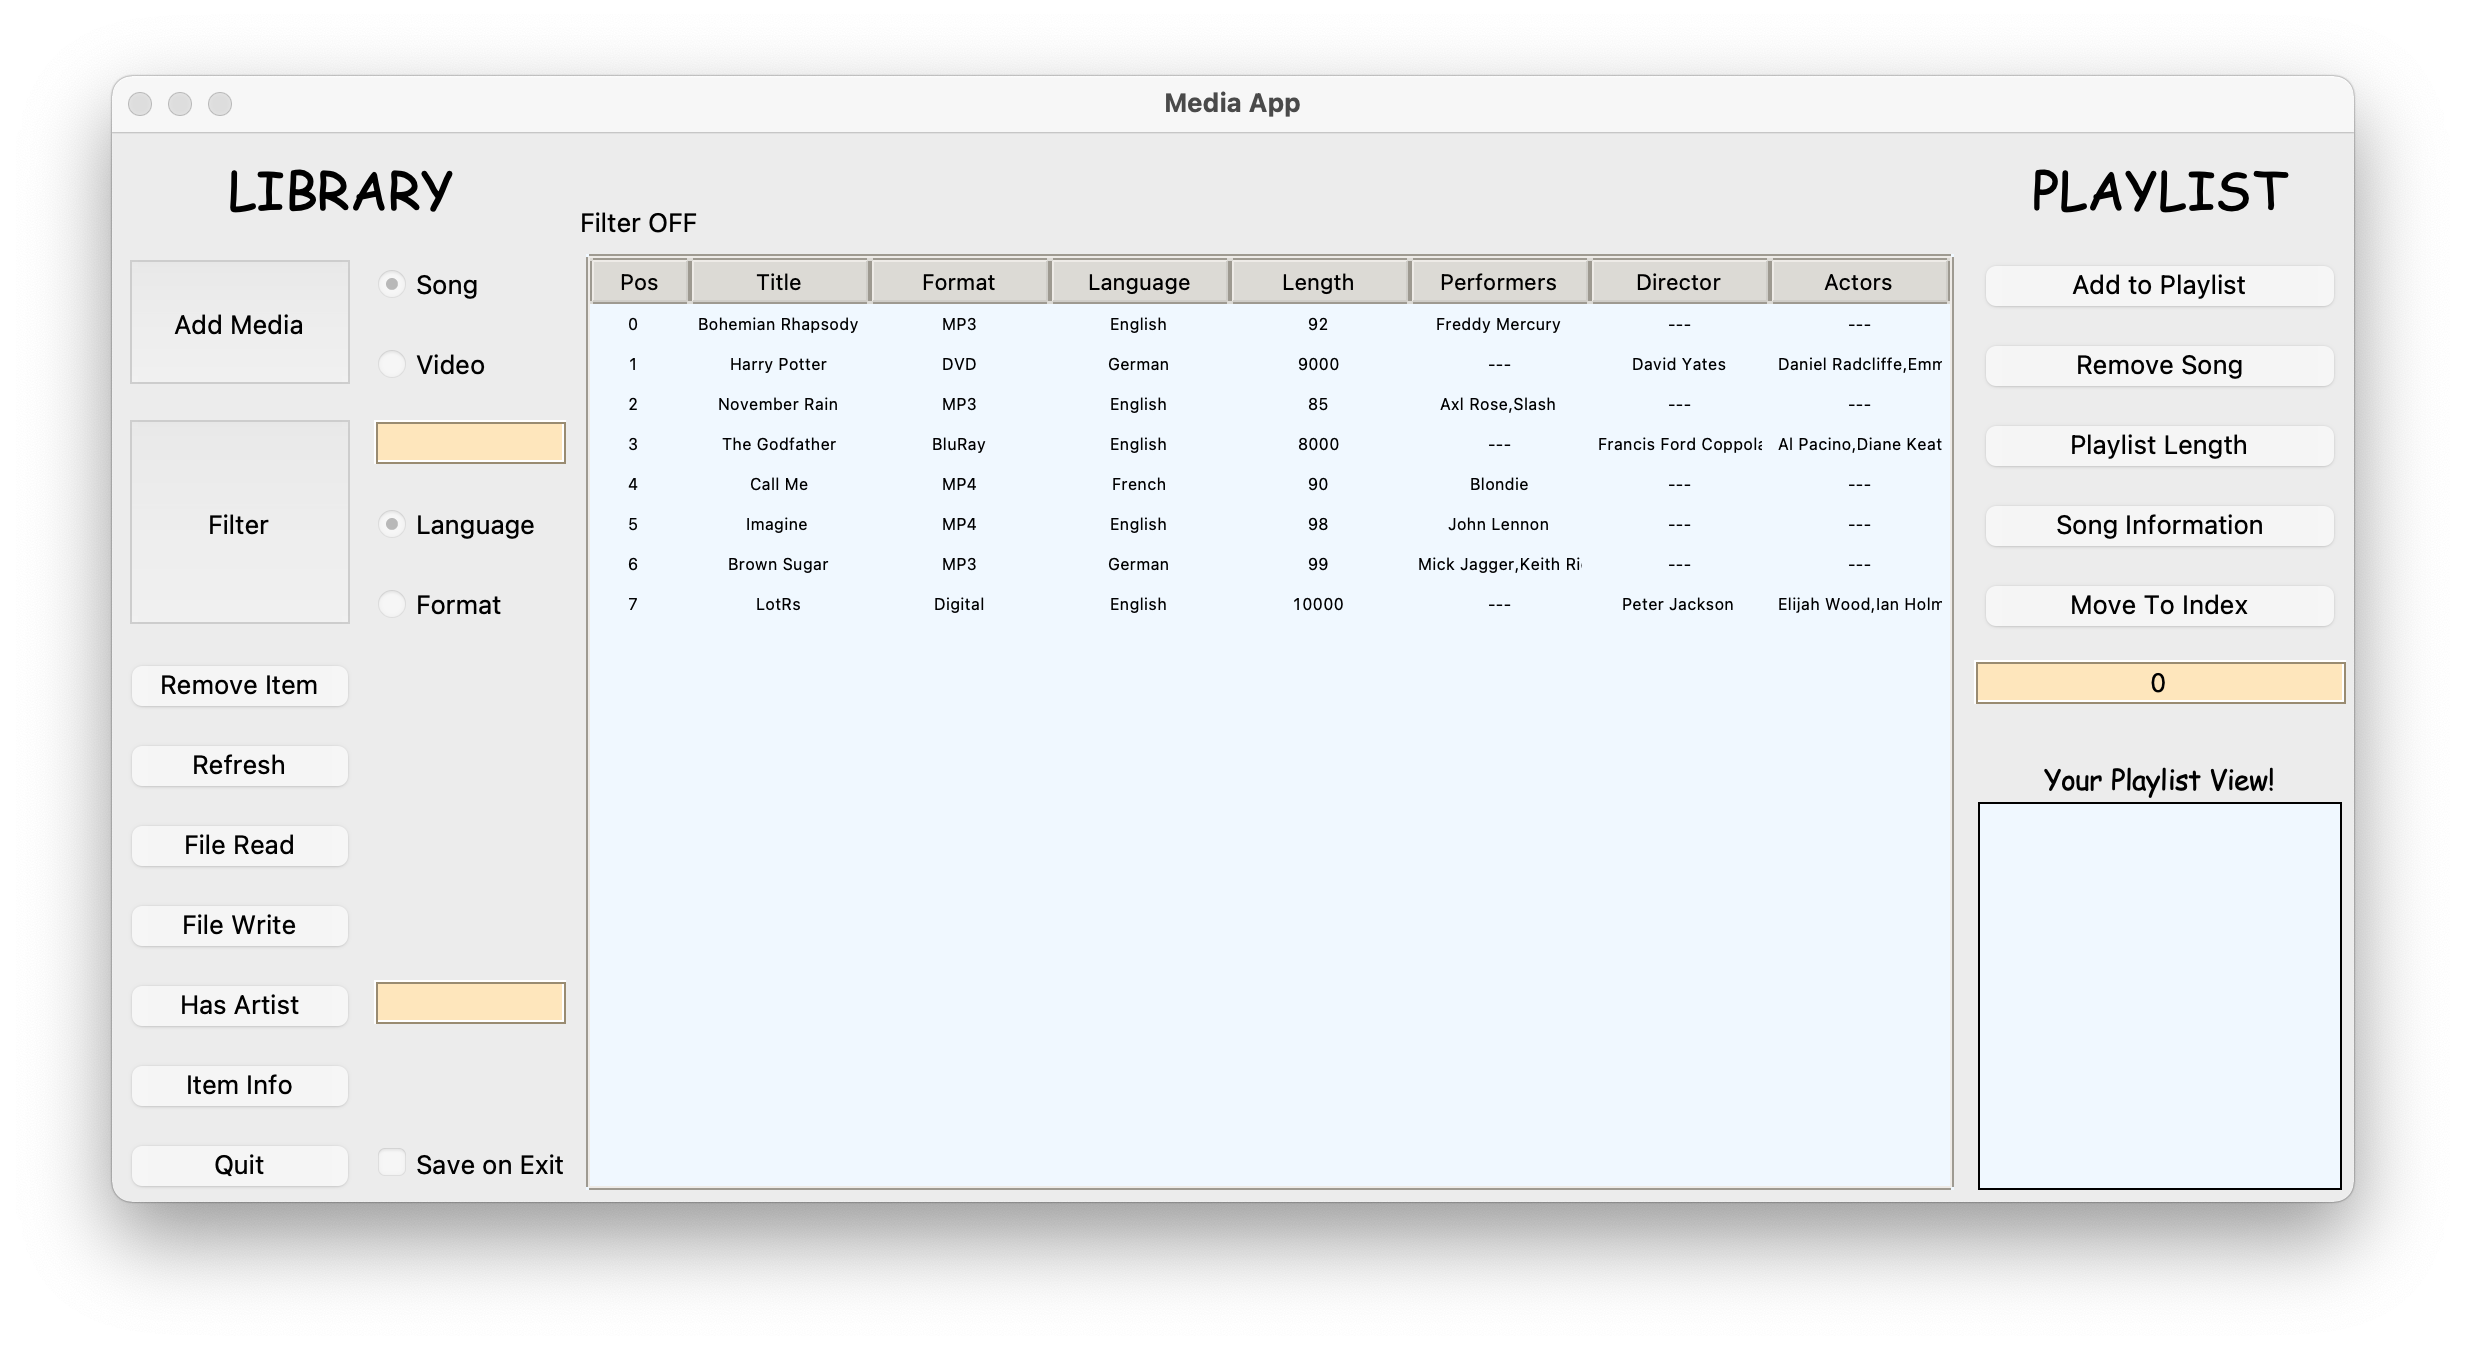 Media App
LIBRARY
PLAYLIST
Filter OFF
Add Media
Song
Video
Filter
Language
Format
Remove Item
Refresh
File Read
File Write
Has Artist
Item Info
Quit
Save on Exit
Pos Title Format Language Length Performers Director Actors
0 Bohemian Rhapsody MP3 English 92 Freddy Mercury --- ---
1 Harry Potter DVD German 9000 --- David Yates Daniel Radcliffe,Emm
2 November Rain MP3 English 85 Axl Rose,Slash --- ---
3 The Godfather BluRay English 8000 --- Francis Ford Coppola Al Pacino,Diane Keat
4 Call Me MP4 French 90 Blondie --- ---
5 Imagine MP4 English 98 John Lennon --- ---
6 Brown Sugar MP3 German 99 Mick Jagger,Keith Ri --- ---
7 LotRs Digital English 10000 --- Peter Jackson Elijah Wood,Ian Holm
Add to Playlist
Remove Song
Playlist Length
Song Information
Move To Index
0
Your Playlist View!